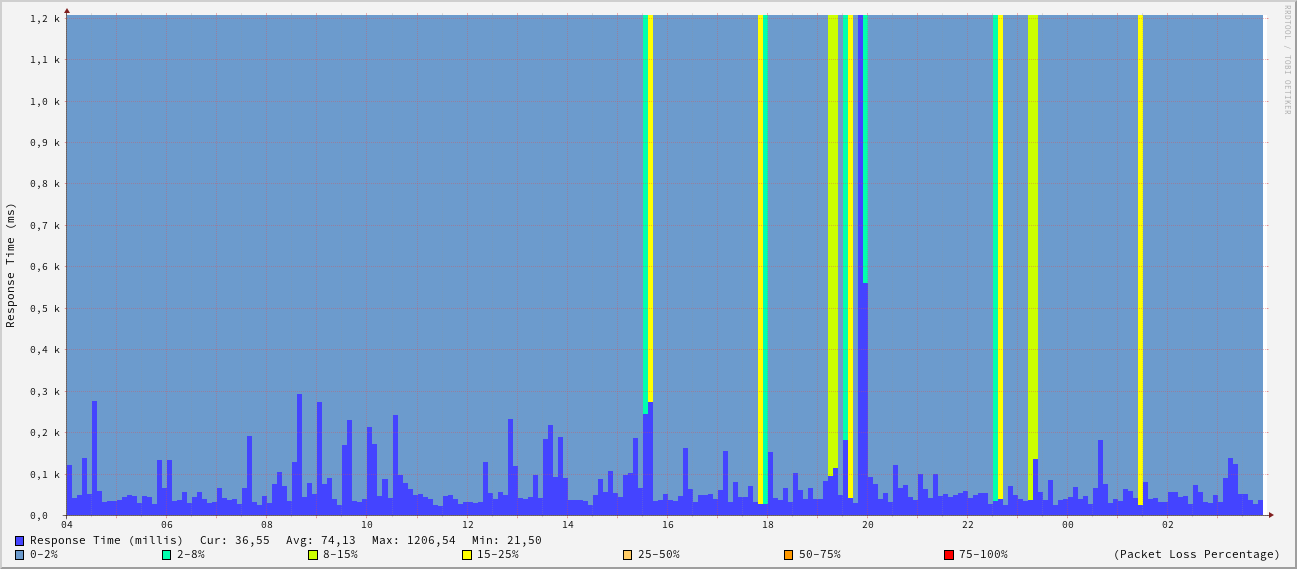 RRDTOOL / TOBI OETIKER
Response Time (ms)
1,2 k
1,1 k
1,0 k
0,9 k
0,8 k
0,7 k
0,6 k
0,5 k
0,4 k
0,3 k
0,2 k
0,1 k
0,0
04 06 08 10 12 14 16 18 20 22 00 02
Response Time (millis) Cur: 36,55 Avg: 74,13 Max: 1206,54 Min: 21,50
0-2% 2-8% 8-15% 15-25% 25-50% 50-75% 75-100% (Packet Loss Percentage)